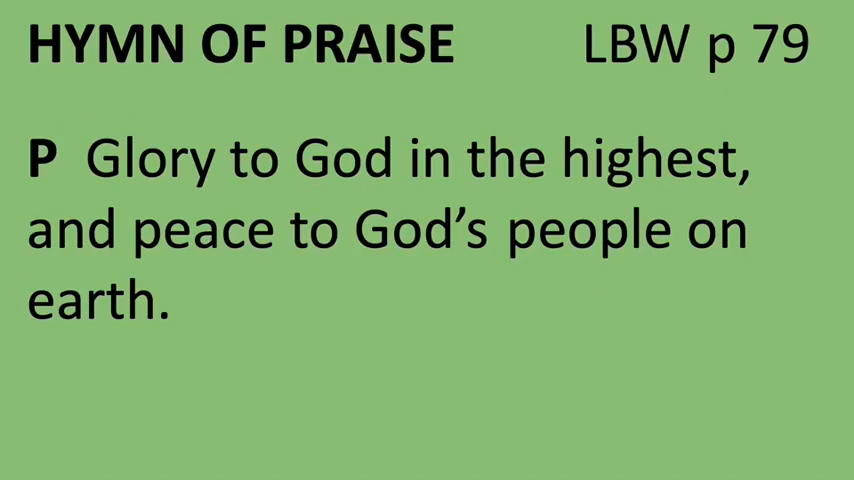 HYMN OF PRAISE LBW p 79
P Glory to God in the highest,
and peace to God’s people on
earth.